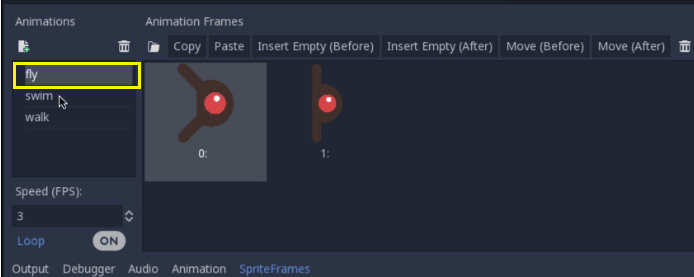 Animations
Animation Frames
Copy Paste Insert Empty (Before) Insert Empty (After) Move (Before) Move (After)
fly
swim
walk
0:
1:
Speed (FPS):
3
Loop ON
Output Debugger Audio Animation SpriteFrames